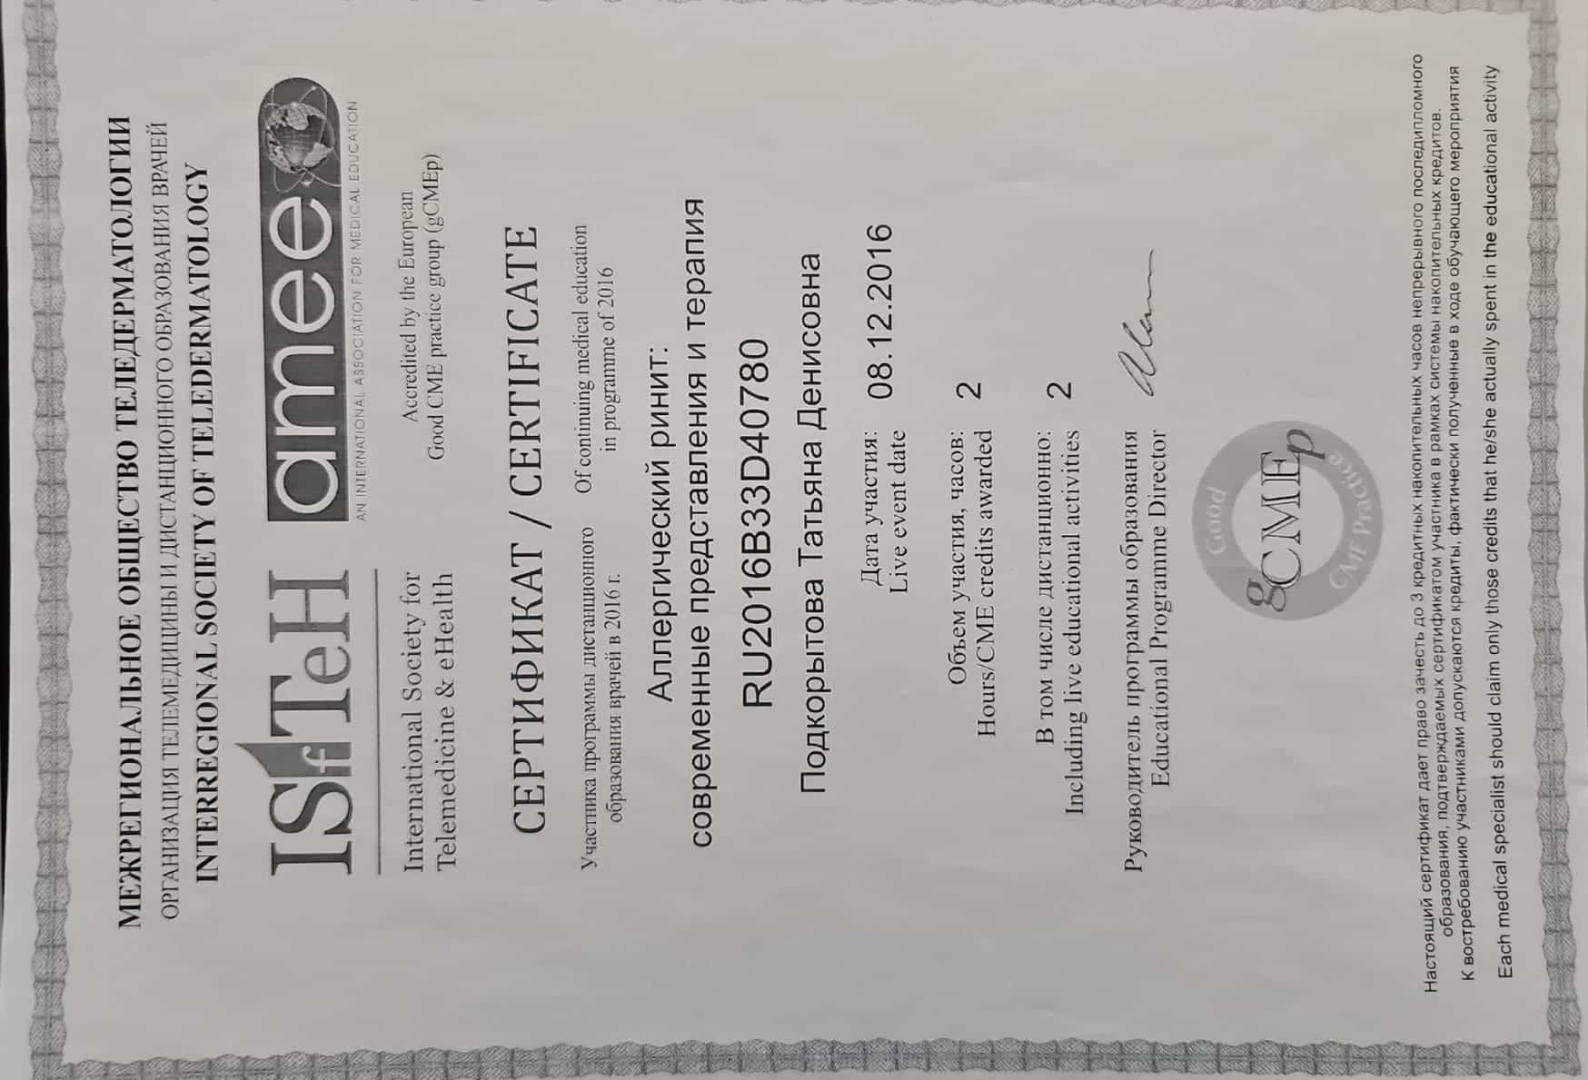 МЕЖРЕГИОНАЛЬНОЕ ОБЩЕСТВО ТЕЛЕДЕРМАТОЛОГИИ
ОРГАНИЗАЦИЯ ТЕЛЕМЕДИЦИНЫ И ДИСТАНЦИОННОГО ОБРАЗОВАНИЯ ВРАЧЕЙ
INTERREGIONAL SOCIETY OF TELEDERMATOLOGY
ISfTeH
International Society for
Telemedicine & eHealth
amee
AN INTERNATIONAL ASSOCIATION FOR MEDICAL EDUCATION
Accredited by the European
Good CME practice group (gCMEp)
СЕРТИФИКАТ / CERTIFICATE
Участника программы дистанционного
образования врачей в 2016 г.
Of continuing medical education
in programme of 2016
Аллергический ринит:
современные представления и терапия
RU2016B33D40780
Подкорытова Татьяна Денисовна
Дата участия: 08.12.2016
Live event date
Объем участия, часов: 2
Hours/CME credits awarded
В том числе дистанционно: 2
Including live educational activities
Руководитель программы образования
Educational Programme Director
Good
gCMEp
CME Practice
Настоящий сертификат дает право зачесть до 3 кредитных накопительных часов непрерывного последипломного
образования, подтверждаемых сертификатом участника в рамках системы накопительных кредитов.
К востребованию участниками допускаются кредиты, фактически полученные в ходе обучающего мероприятия
Each medical specialist should claim only those credits that he/she actually spent in the educational activity